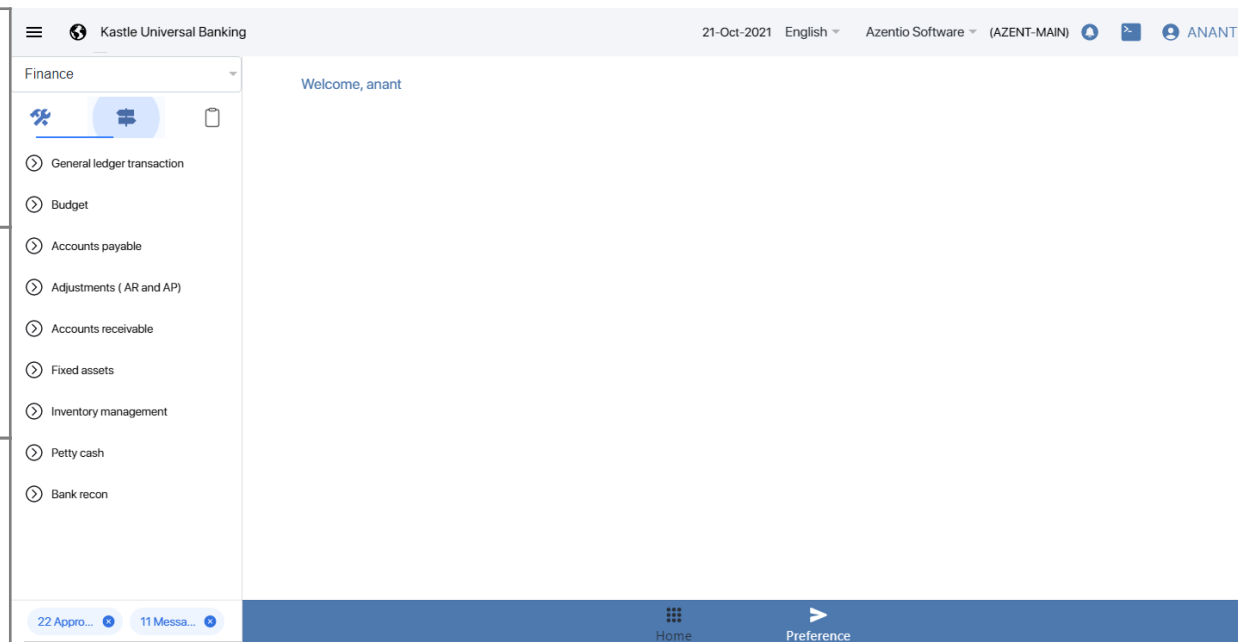 Kastle Universal Banking
21-Oct-2021 English Azentio Software (AZENT-MAIN) ANANT
Finance
Welcome, anant
General ledger transaction
Budget
Accounts payable
Adjustments ( AR and AP)
Accounts receivable
Fixed assets
Inventory management
Petty cash
Bank recon
22 Appro... 11 Messa...
Home
Preference